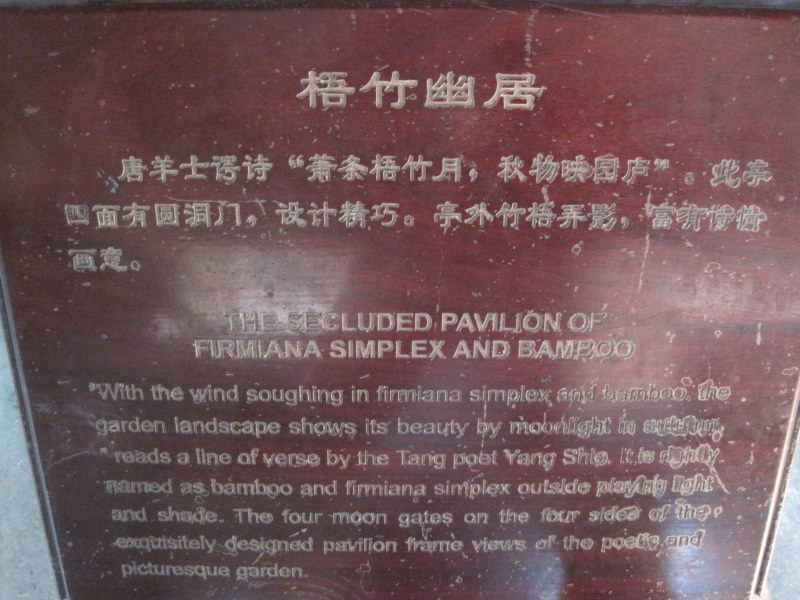 梧竹幽居
唐羊士谔诗“萧条梧竹月，秋物映园庐”。此亭
四面有圆洞门，设计精巧。亭外竹梧弄影，富有诗情
画意。
THE SECLUDED PAVILION OF
FIRMIANA SIMPLEX AND BAMBOO
"With the wind soughing in firmiana simplex and bamboo, the
garden landscape shows its beauty by moonlight in autumn,
" reads a line of verse by the Tang poet Yang Shie. It is rightly
named as bamboo and firmiana simplex outside playing light
and shade. The four moon gates on the four sides of the
exquisitely designed pavilion frame views of the poetic and
picturesque garden.